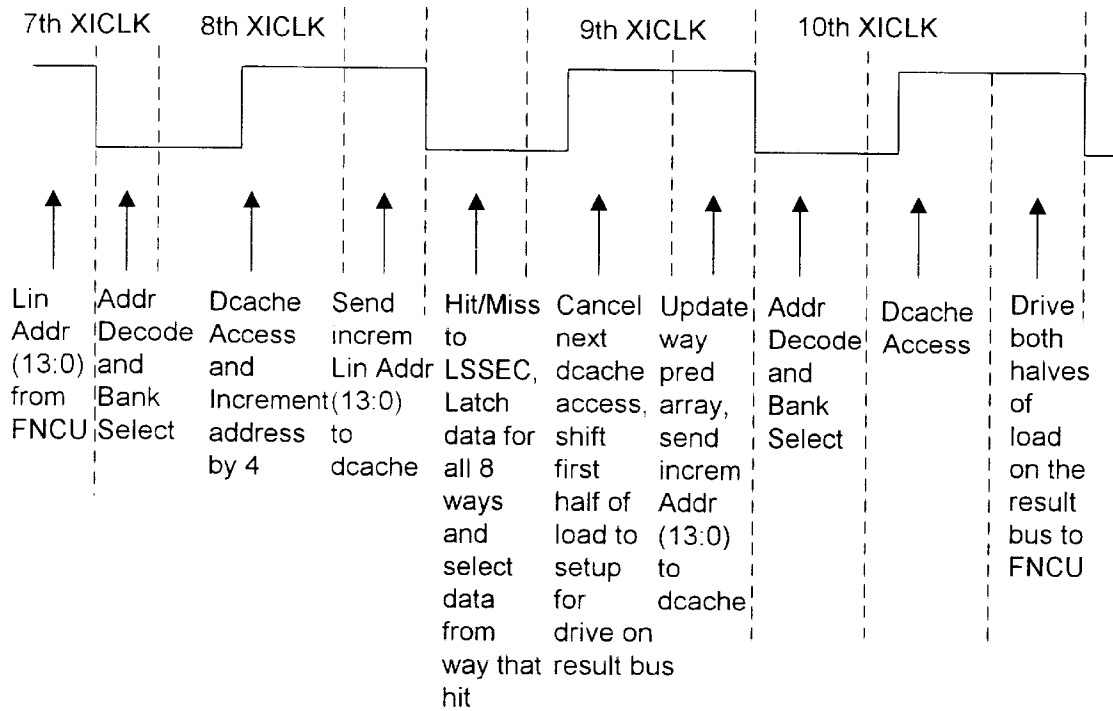 7th XICLK
8th XICLK
9th XICLK
10th XICLK
Lin
Addr
(13:0)
from
FNCU
Addr
Decode
and
Bank
Select
Dcache
Access
and
Increment
address
by 4
Send
increm
Lin Addr
(13:0)
to
dcache
Hit/Miss
to
LSSEC,
Latch
data for
all 8
ways
and
select
data
from
way that
hit
Cancel
next
dcache
access,
shift
first
half of
load to
setup
for
drive on
result bus
Update
way
pred
array,
send
increm
Addr
(13:0)
to
dcache
Addr
Decode
and
Bank
Select
Dcache
Access
Drive
both
halves
of
load
on the
result
bus to
FNCU